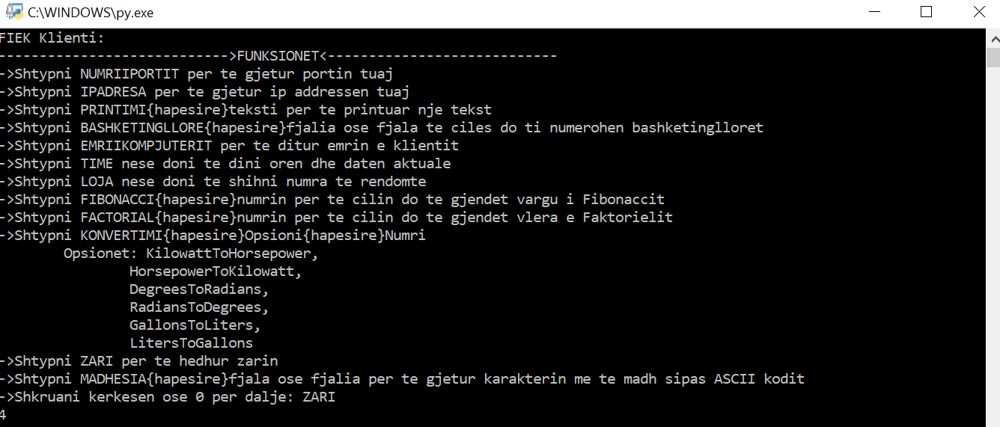 C:\WINDOWS\py.exe
FIEK Klienti:
---------------------------->FUNKSIONET<----------------------------
->Shtypni NUMRIIPORTIT per te gjetur portin tuaj
->Shtypni IPADRESA per te gjetur ip addressen tuaj
->Shtypni PRINTIMI{hapesire}teksti per te printuar nje tekst
->Shtypni BASHKETINGLLORE{hapesire}fjalia ose fjala te ciles do ti numerohen bashketinglloret
->Shtypni EMRIIKOMPJUTERIT per te ditur emrin e klientit
->Shtypni TIME nese doni te dini oren dhe daten aktuale
->Shtypni LOJA nese doni te shihni numra te rendomte
->Shtypni FIBONACCI{hapesire}numrin per te cilin do te gjendet vargu i Fibonaccit
->Shtypni FACTORIAL{hapesire}numrin per te cilin do te gjendet vlera e Faktorielit
->Shtypni KONVERTIMI{hapesire}Opsioni{hapesire}Numri
Opsionet: KilowattToHorsepower,
HorsepowerToKilowatt,
DegreesToRadians,
RadiansToDegrees,
GallonsToLiters,
LitersToGallons
->Shtypni ZARI per te hedhur zarin
->Shtypni MADHESIA{hapesire}fjala ose fjalia per te gjetur karakterin me te madh sipas ASCII kodit
->Shkruani kerkesen ose 0 per dalje: ZARI
4